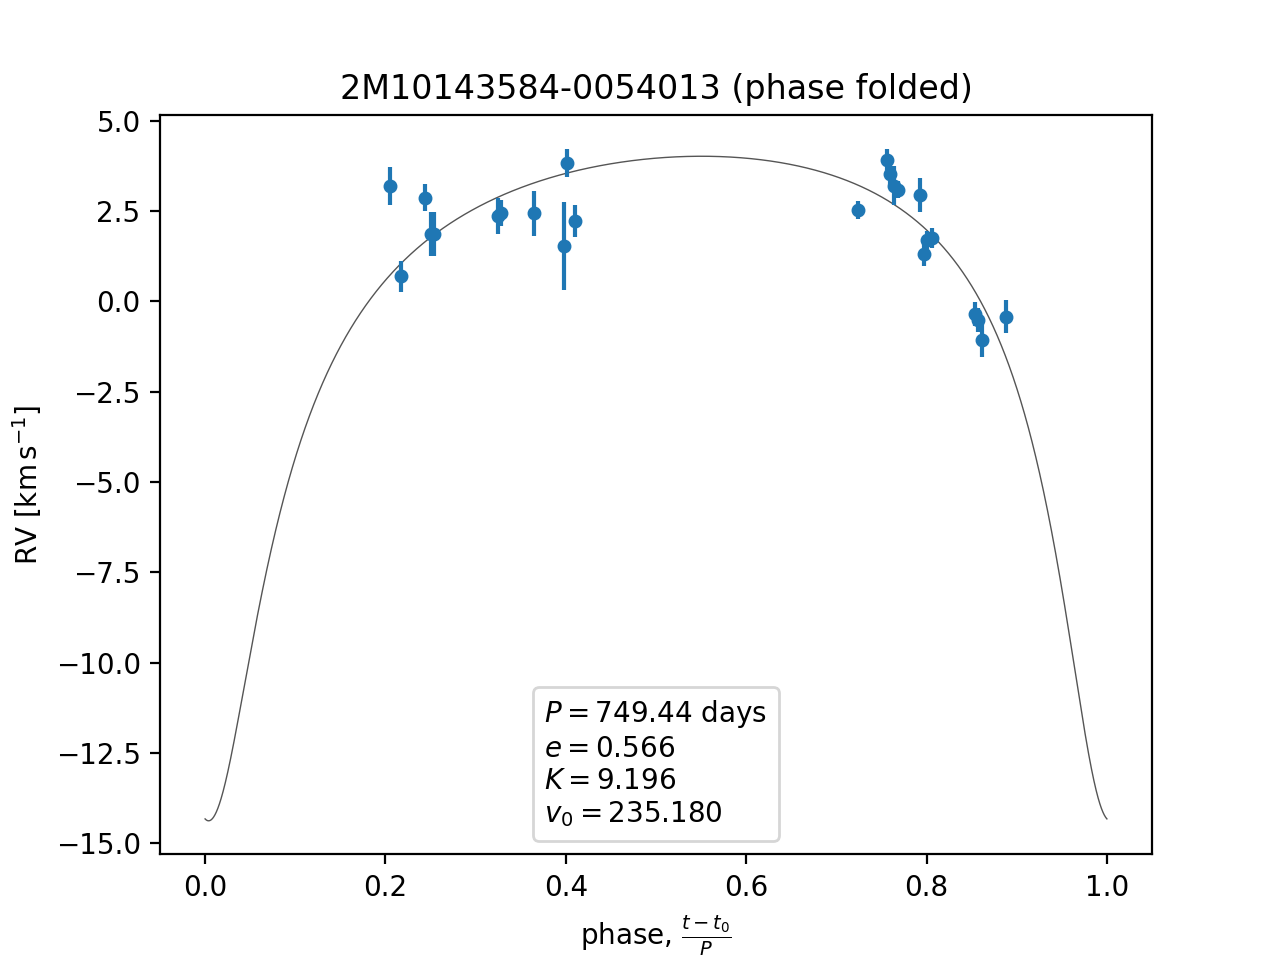 2M10143584-0054013 (phase folded)
5.0
2.5
0.0
−2.5
−5.0
−7.5
−10.0
−12.5
−15.0
RV [km s⁻¹]
P = 749.44 days
e = 0.566
K = 9.196
v₀ = 235.180
0.0 0.2 0.4 0.6 0.8 1.0
phase, (t − t₀)/P